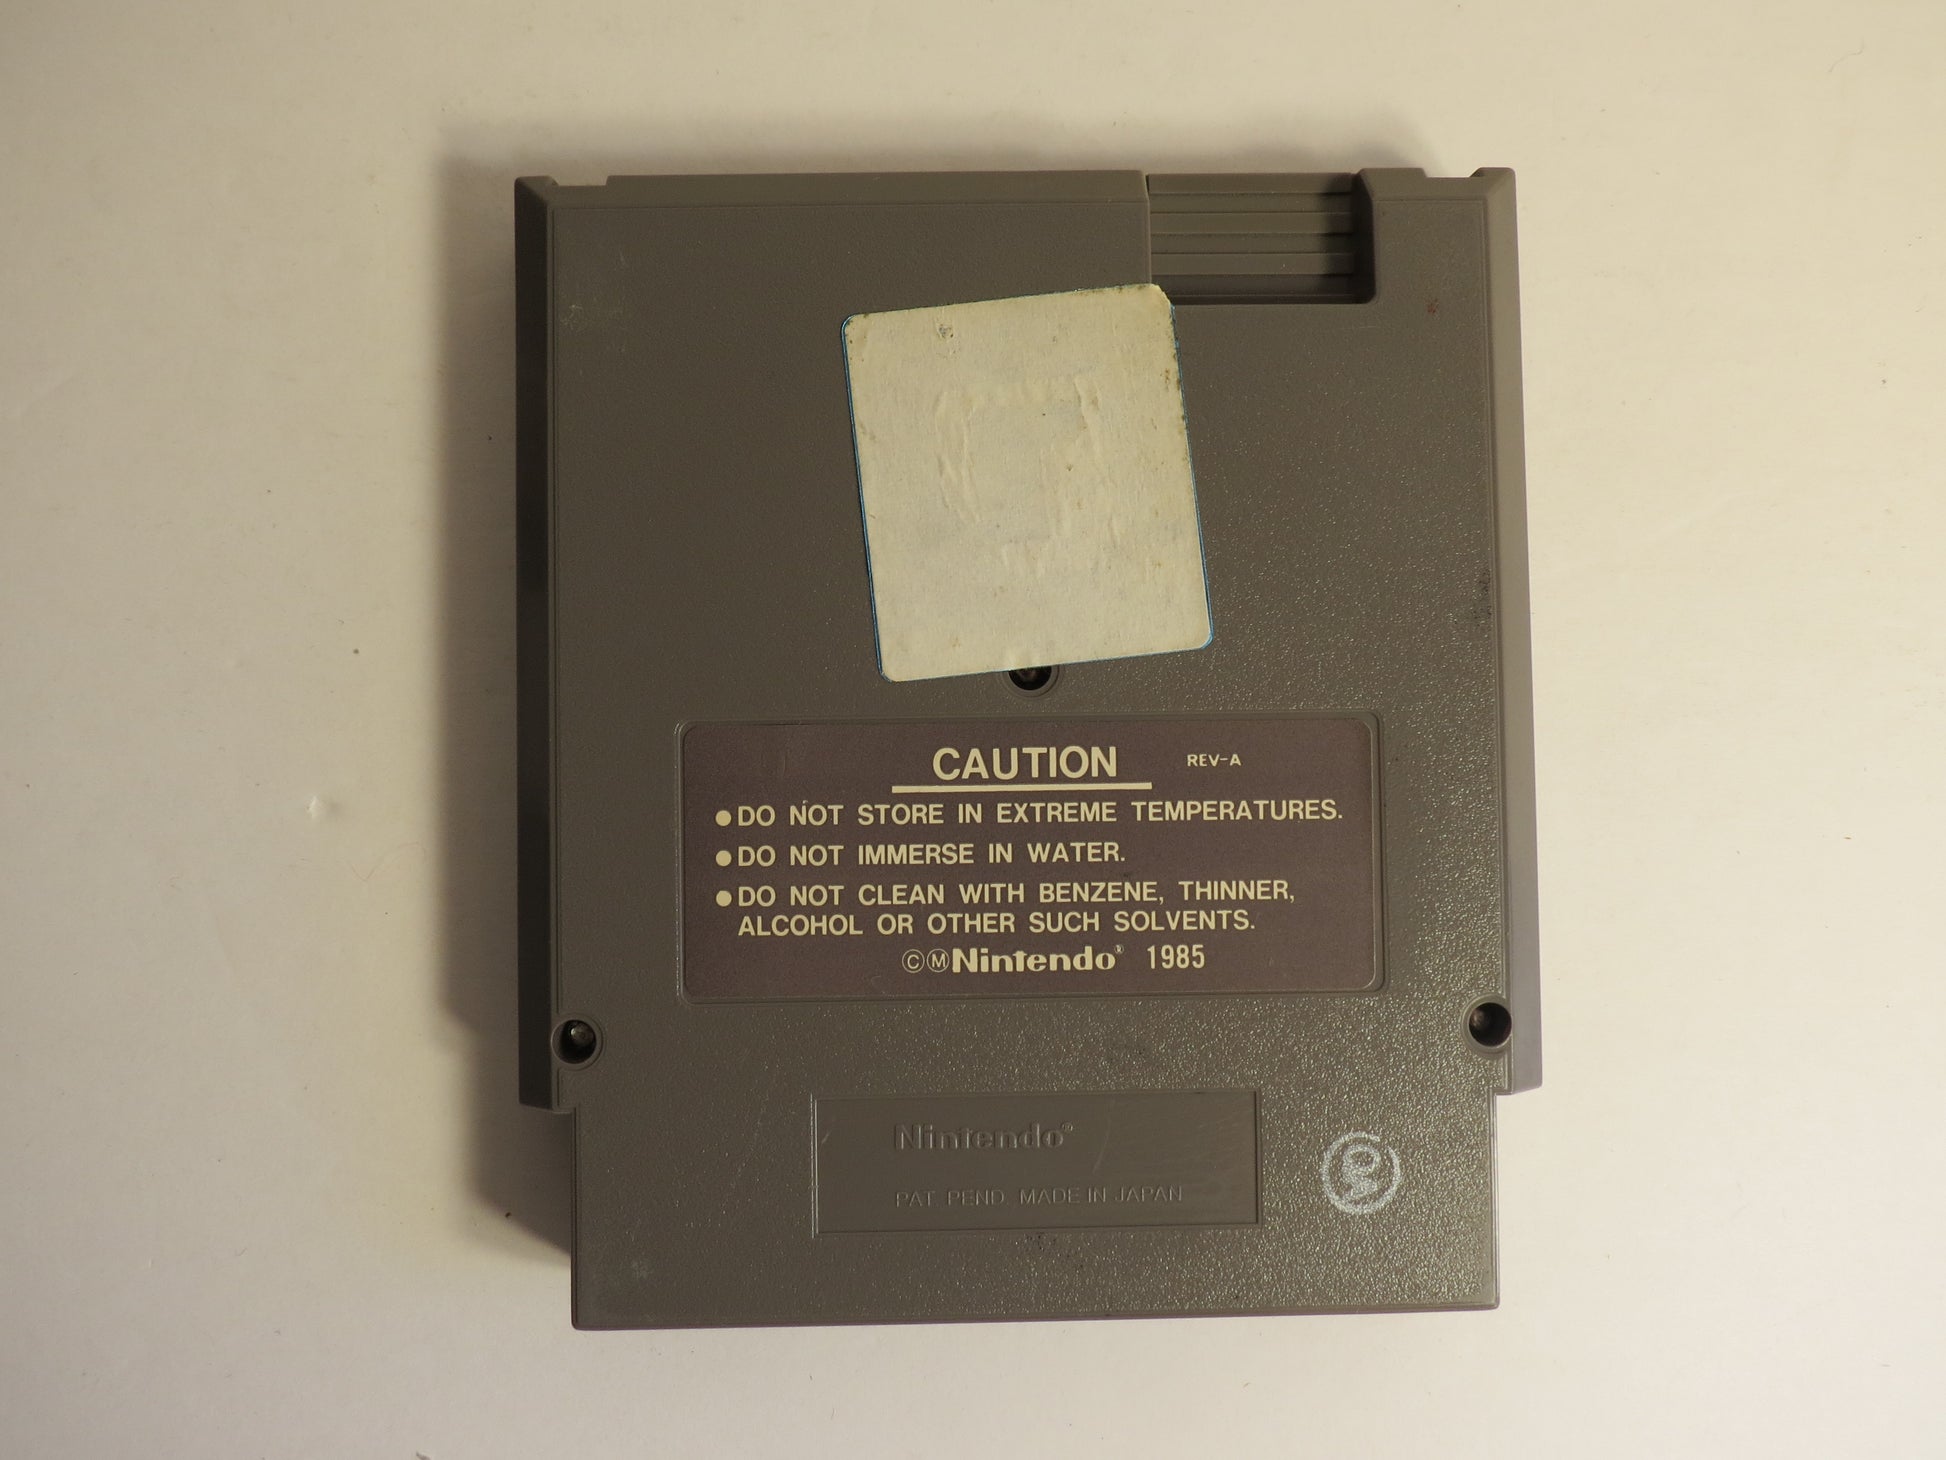 CAUTION REV-A
●DO NOT STORE IN EXTREME TEMPERATURES.
●DO NOT IMMERSE IN WATER.
●DO NOT CLEAN WITH BENZENE, THINNER,
ALCOHOL OR OTHER SUCH SOLVENTS.
©ⓂNintendo® 1985
Nintendo®
PAT. PEND. MADE IN JAPAN